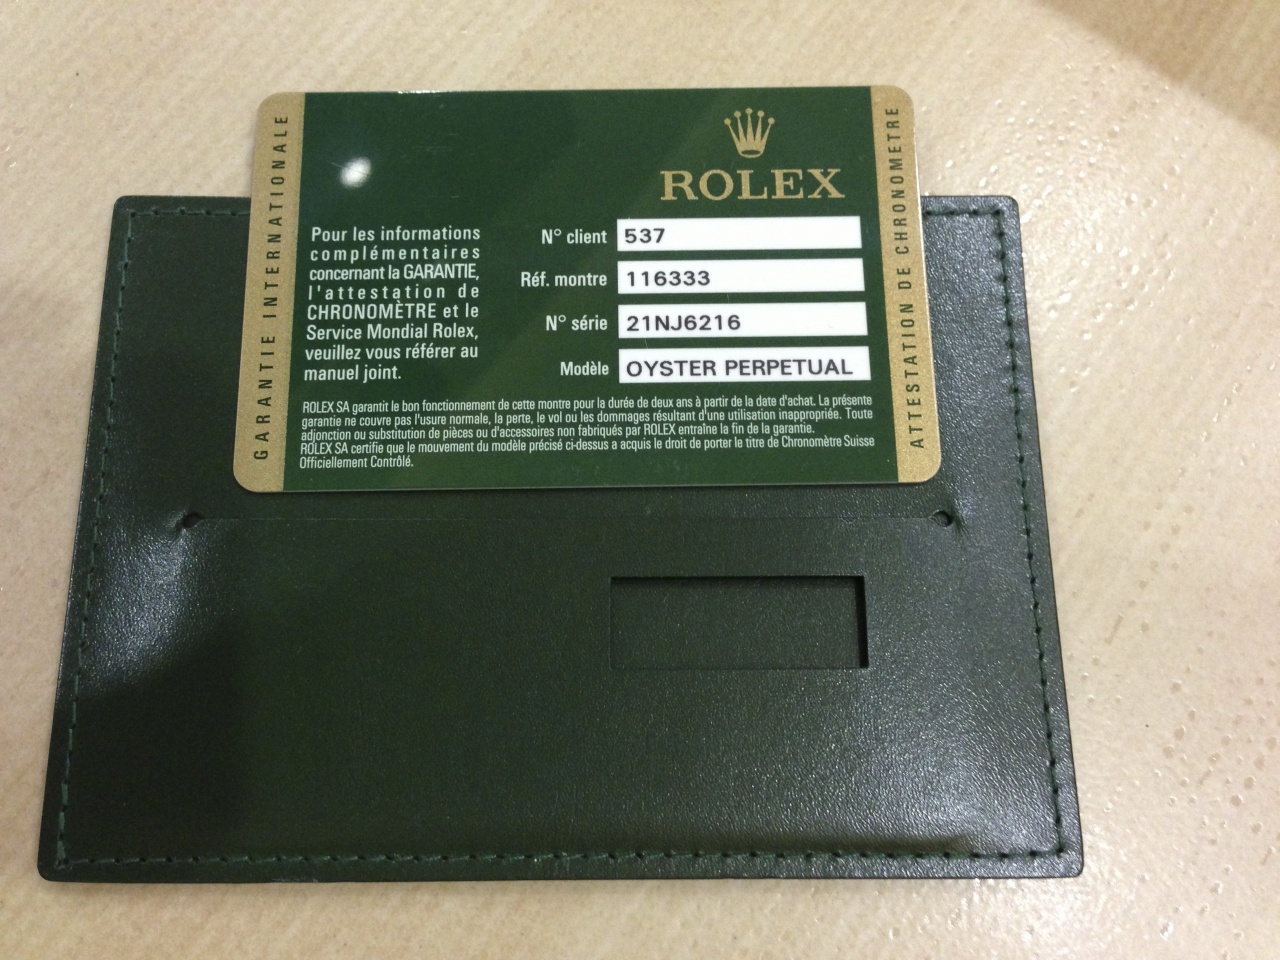 GARANTIE INTERNATIONALE
ROLEX
Pour les informations
complémentaires
concernant la GARANTIE,
l'attestation de
CHRONOMÈTRE et le
Service Mondial Rolex,
veuillez vous référer au
manuel joint.
N° client 537
Réf. montre 116333
N° série 21NJ6216
Modèle OYSTER PERPETUAL
ROLEX SA garantit le bon fonctionnement de cette montre pour la durée de deux ans à partir de la date d'achat. La présente
garantie ne couvre pas l'usure normale, la perte, le vol ou les dommages résultant d'une utilisation inappropriée. Toute
adjonction ou substitution de pièces ou d'accessoires non fabriqués par ROLEX entraîne la fin de la garantie.
ROLEX SA certifie que le mouvement du modèle précisé ci-dessus a acquis le droit de porter le titre de Chronomètre Suisse
Officiellement Contrôlé.
ATTESTATION DE CHRONOMETRE